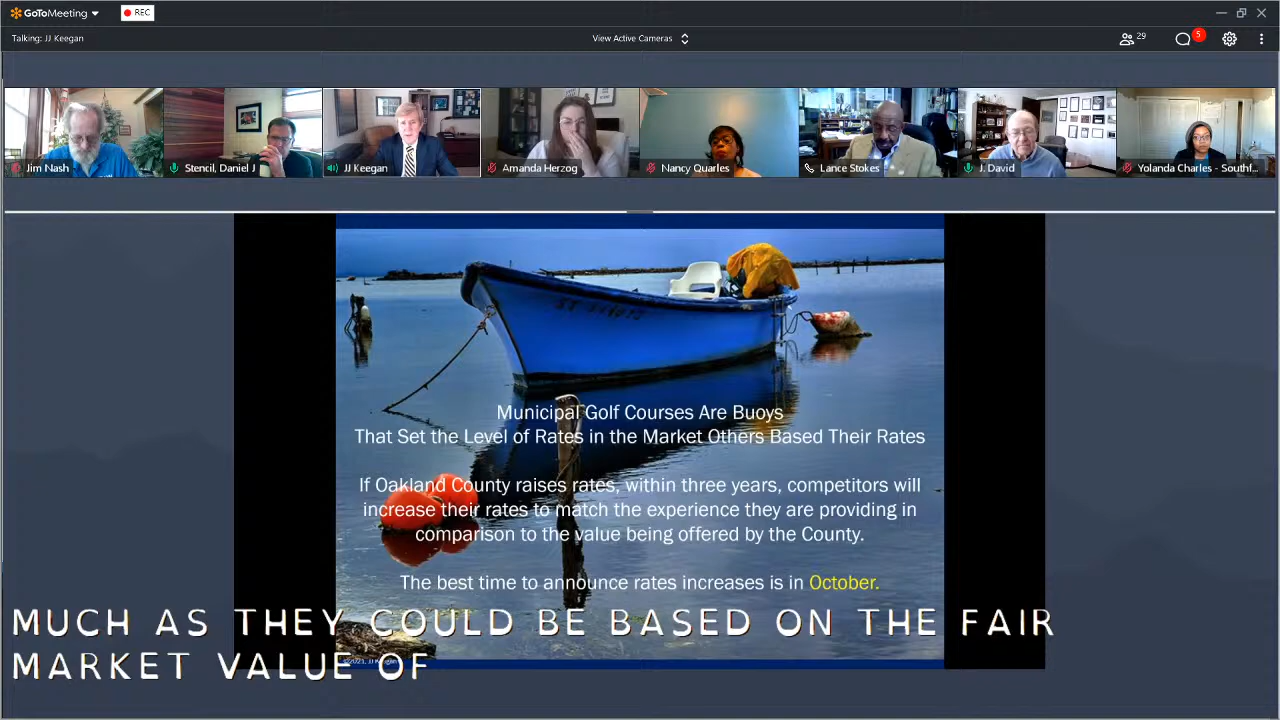 GoToMeeting
REC
Talking: JJ Keegan
View Active Cameras
29
5
Jim Nash
Stencil, Daniel J
JJ Keegan
Amanda Herzog
Nancy Quarles
Lance Stokes
J. David
Yolanda Charles - Southf...
Municipal Golf Courses Are Buoys
That Set the Level of Rates in the Market Others Based Their Rates
If Oakland County raises rates, within three years, competitors will
increase their rates to match the experience they are providing in
comparison to the value being offered by the County.
The best time to announce rates increases is in October.
MUCH AS THEY COULD BE BASED ON THE FAIR
MARKET VALUE OF